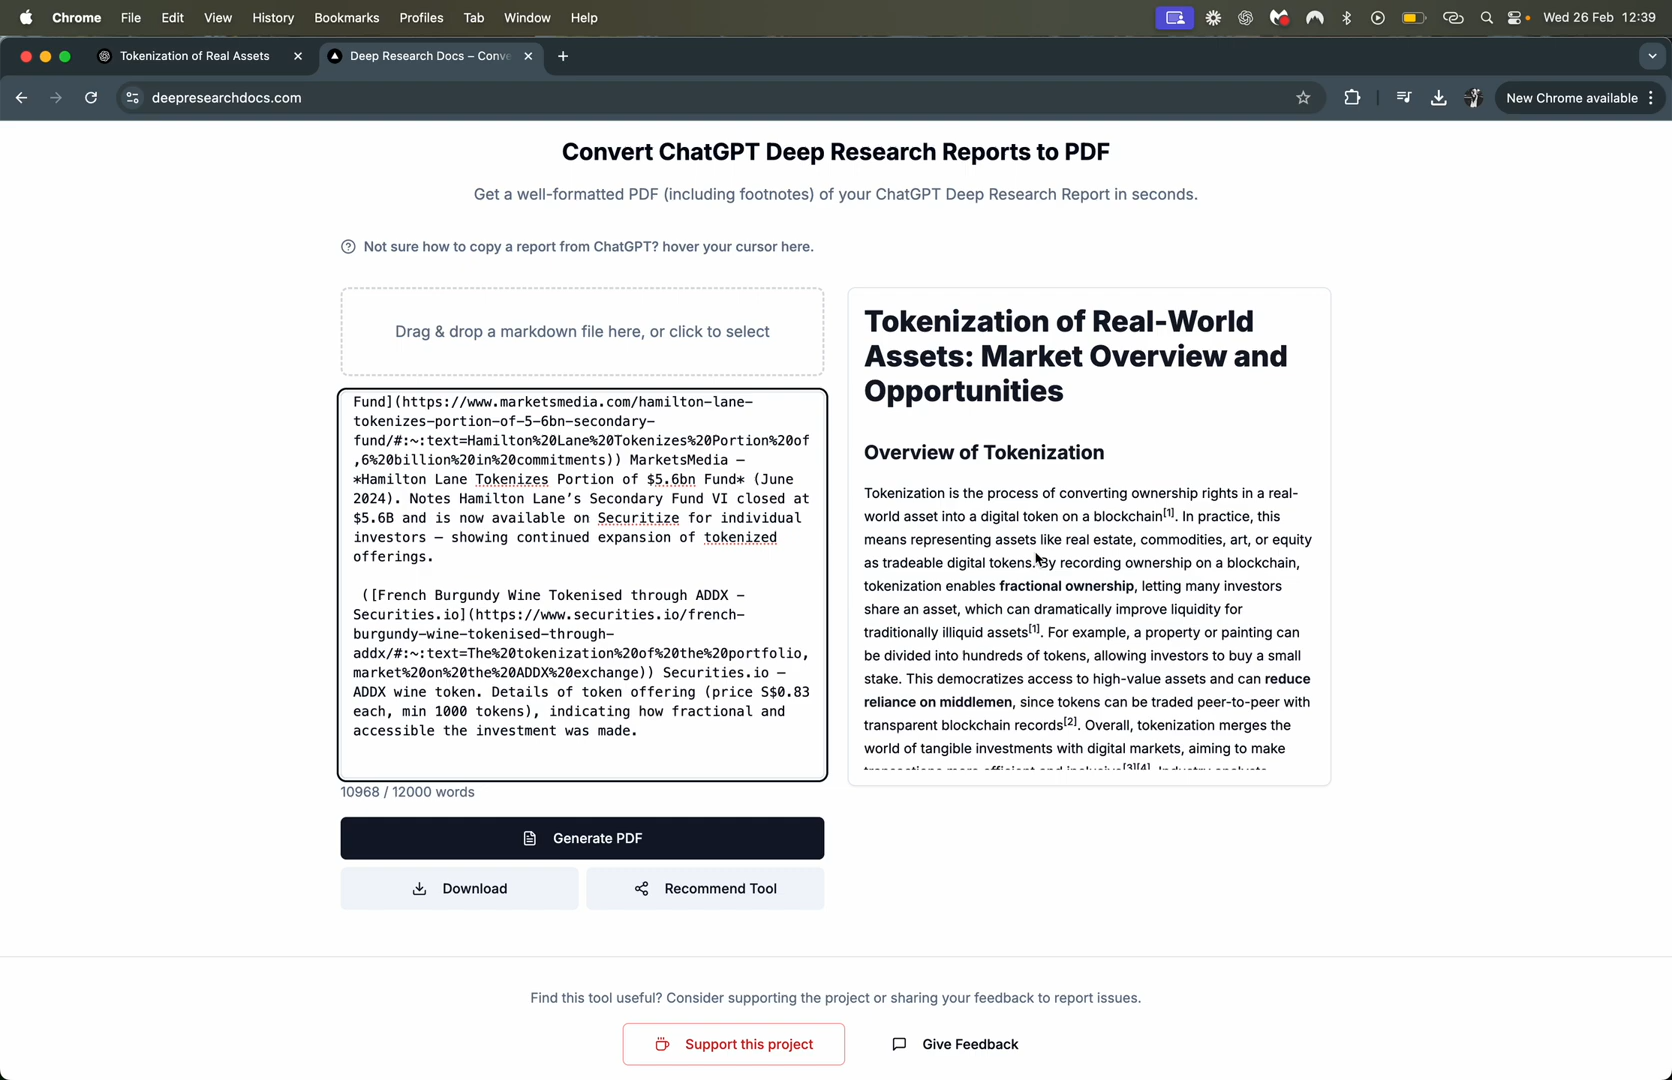 Chrome File Edit View History Bookmarks Profiles Tab Window Help Wed 26 Feb 12:39
Tokenization of Real Assets Deep Research Docs – Conve
deepresearchdocs.com New Chrome available
Convert ChatGPT Deep Research Reports to PDF
Get a well-formatted PDF (including footnotes) of your ChatGPT Deep Research Report in seconds.
Not sure how to copy a report from ChatGPT? hover your cursor here.
Drag & drop a markdown file here, or click to select
Fund](https://www.marketsmedia.com/hamilton-lane-
tokenizes-portion-of-5-6bn-secondary-
fund/#:~:text=Hamilton%20Lane%20Tokenizes%20Portion%20of
,6%20billion%20in%20commitments)) MarketsMedia –
*Hamilton Lane Tokenizes Portion of $5.6bn Fund* (June
2024). Notes Hamilton Lane’s Secondary Fund VI closed at
$5.6B and is now available on Securitize for individual
investors – showing continued expansion of tokenized
offerings.
([French Burgundy Wine Tokenised through ADDX –
Securities.io](https://www.securities.io/french-
burgundy-wine-tokenised-through-
addx/#:~:text=The%20tokenization%20of%20the%20portfolio,
market%20on%20the%20ADDX%20exchange)) Securities.io –
ADDX wine token. Details of token offering (price S$0.83
each, min 1000 tokens), indicating how fractional and
accessible the investment was made.
10968 / 12000 words
Generate PDF
Download Recommend Tool
Tokenization of Real-World
Assets: Market Overview and
Opportunities
Overview of Tokenization
Tokenization is the process of converting ownership rights in a real-
world asset into a digital token on a blockchain[1]. In practice, this
means representing assets like real estate, commodities, art, or equity
as tradeable digital tokens. By recording ownership on a blockchain,
tokenization enables fractional ownership, letting many investors
share an asset, which can dramatically improve liquidity for
traditionally illiquid assets[1]. For example, a property or painting can
be divided into hundreds of tokens, allowing investors to buy a small
stake. This democratizes access to high-value assets and can reduce
reliance on middlemen, since tokens can be traded peer-to-peer with
transparent blockchain records[2]. Overall, tokenization merges the
world of tangible investments with digital markets, aiming to make
transactions more efficient and inclusive[3][4]. Industry analysts
Find this tool useful? Consider supporting the project or sharing your feedback to report issues.
Support this project Give Feedback